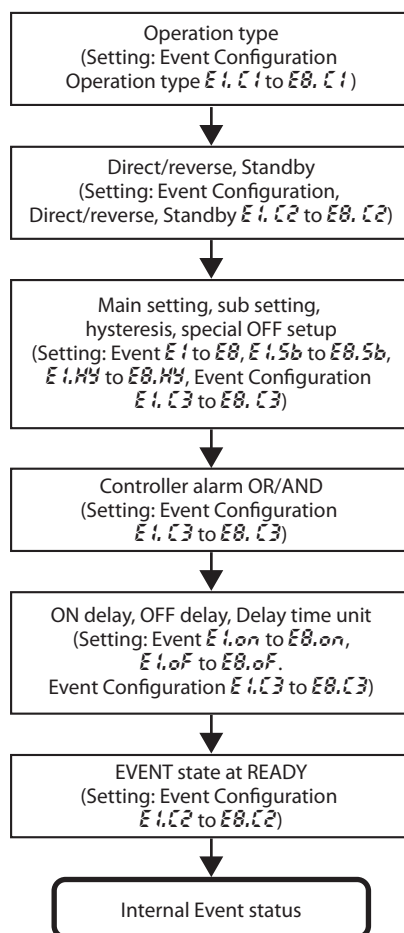 Operation type
(Setting: Event Configuration
Operation type E1.C1 to E8.C1)
Direct/reverse, Standby
(Setting: Event Configuration,
Direct/reverse, Standby E1.C2 to E8.C2)
Main setting, sub setting,
hysteresis, special OFF setup
(Setting: Event E1 to E8, E1.Sb to E8.Sb,
E1.HY to E8.HY, Event Configuration
E1.C3 to E8.C3)
Controller alarm OR/AND
(Setting: Event Configuration
E1.C3 to E8.C3)
ON delay, OFF delay, Delay time unit
(Setting: Event E1.on to E8.on,
E1.oF to E8.oF.
Event Configuration E1.C3 to E8.C3)
EVENT state at READY
(Setting: Event Configuration
E1.C2 to E8.C2)
Internal Event status